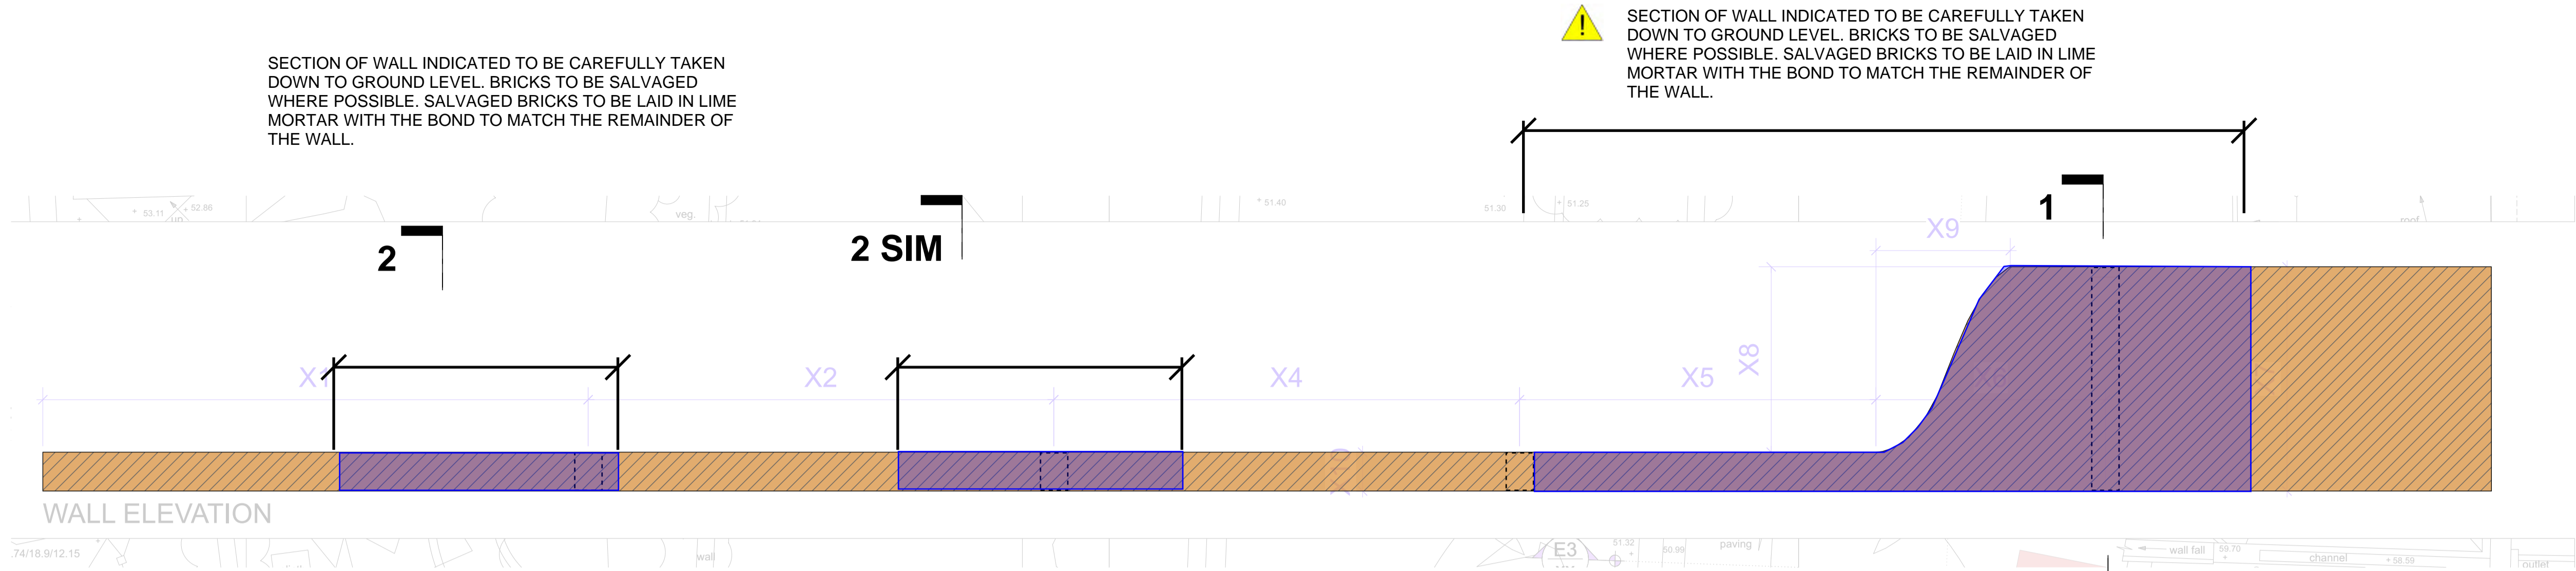 SECTION OF WALL INDICATED TO BE CAREFULLY TAKEN
DOWN TO GROUND LEVEL. BRICKS TO BE SALVAGED
WHERE POSSIBLE. SALVAGED BRICKS TO BE LAID IN LIME
MORTAR WITH THE BOND TO MATCH THE REMAINDER OF
THE WALL.
!
SECTION OF WALL INDICATED TO BE CAREFULLY TAKEN
DOWN TO GROUND LEVEL. BRICKS TO BE SALVAGED
WHERE POSSIBLE. SALVAGED BRICKS TO BE LAID IN LIME
MORTAR WITH THE BOND TO MATCH THE REMAINDER OF
THE WALL.
+ 53.11
+ 52.86
veg.
+ 51.40
51.30
+ 51.25
roof
2
2 SIM
1
X9
X1
X2
X4
X5
X8
WALL ELEVATION
.74/18.9/12.15
wall
E3
51.32
50.99
paving
wall fall
59.70
channel
+ 58.59
outlet